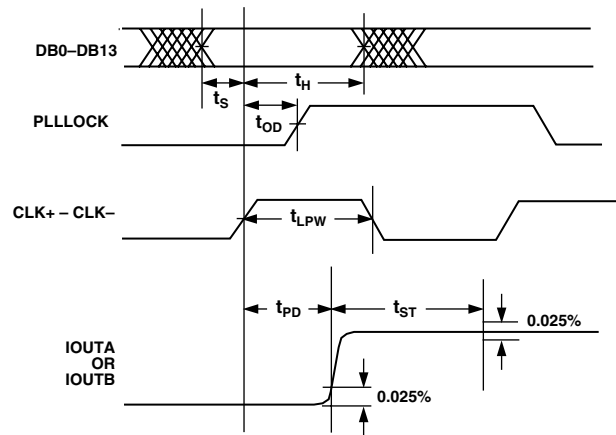 DB0–DB13
tS
tH
PLLLOCK
tOD
CLK+ – CLK–
tLPW
tPD
tST
0.025%
IOUTA
OR
IOUTB
0.025%